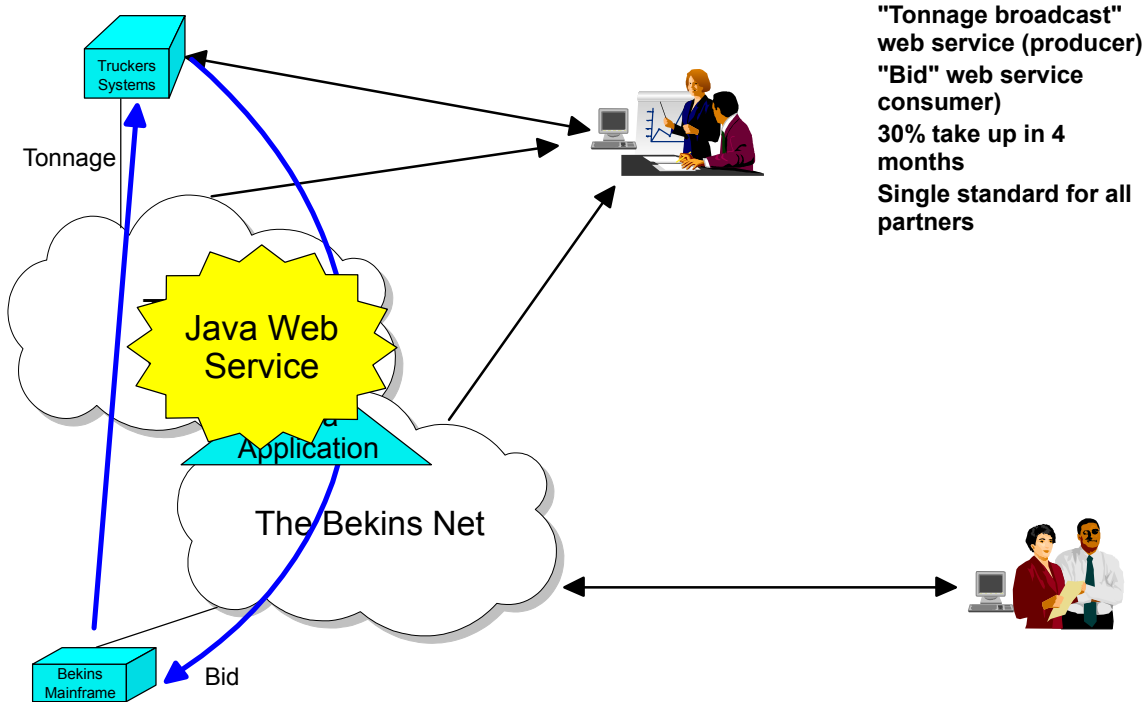 "Tonnage broadcast"
web service (producer)
"Bid" web service
consumer)
30% take up in 4
months
Single standard for all
partners
Truckers
Systems
Tonnage
Java Web
Service
Application
The Bekins Net
Bekins
Mainframe
Bid